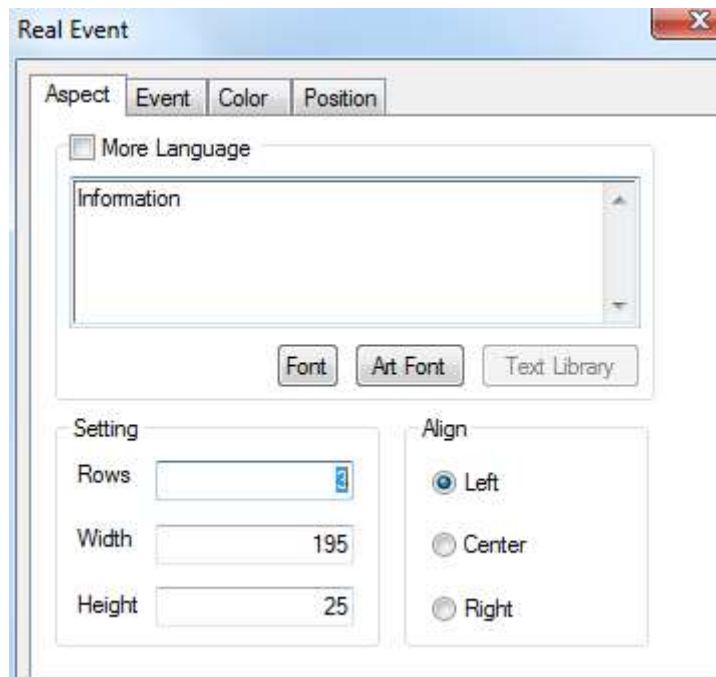 Real Event
X
Aspect Event Color Position
More Language
Information
Font Art Font Text Library
Setting
Rows 3
Width 195
Height 25
Align
Left
Center
Right